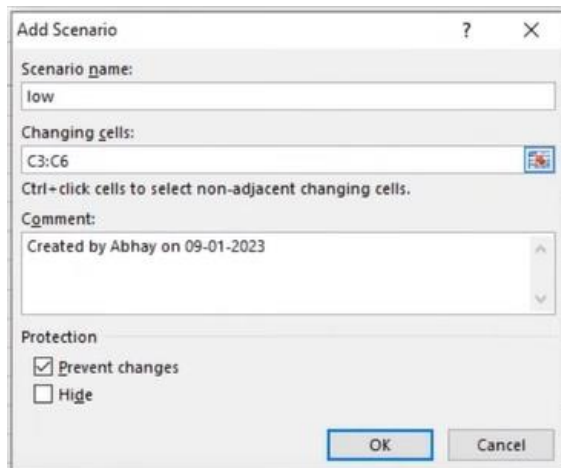 Add Scenario ? X
Scenario name:
low
Changing cells:
C3:C6
Ctrl+click cells to select non-adjacent changing cells.
Comment:
Created by Abhay on 09-01-2023
Protection
Prevent changes
Hide
OK Cancel